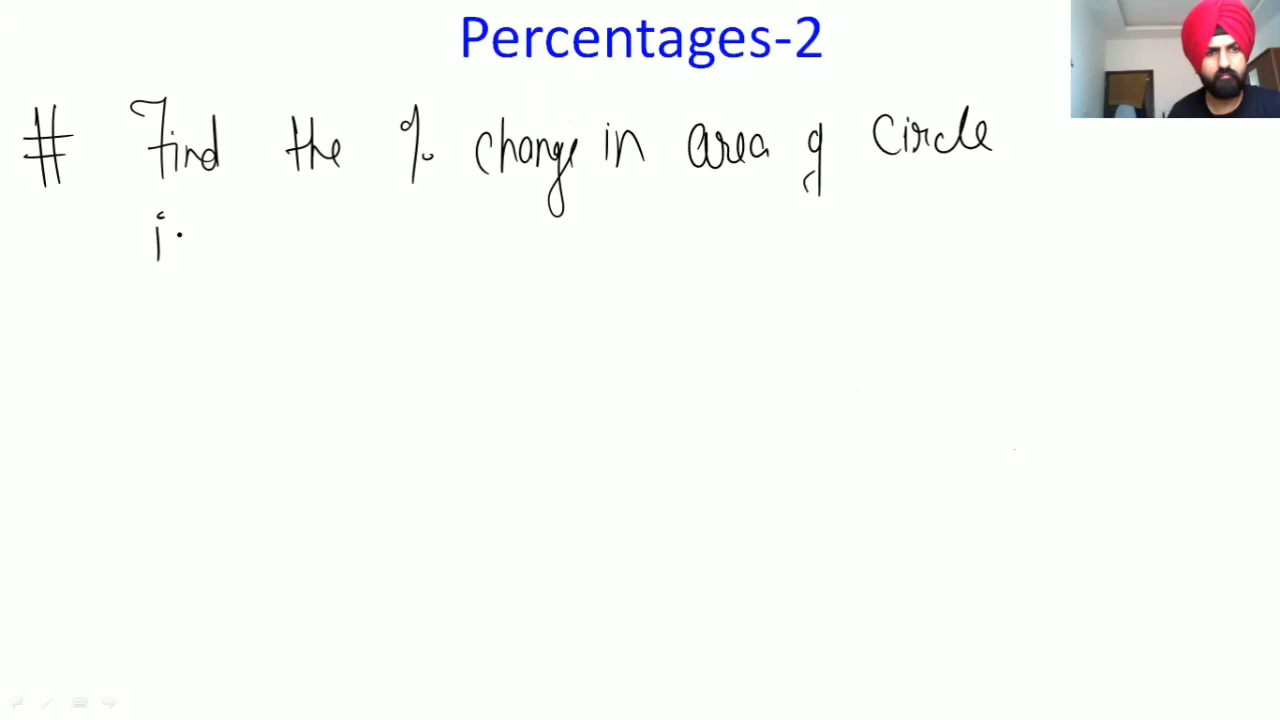 Percentages-2
# Find the % change in area of circle
i